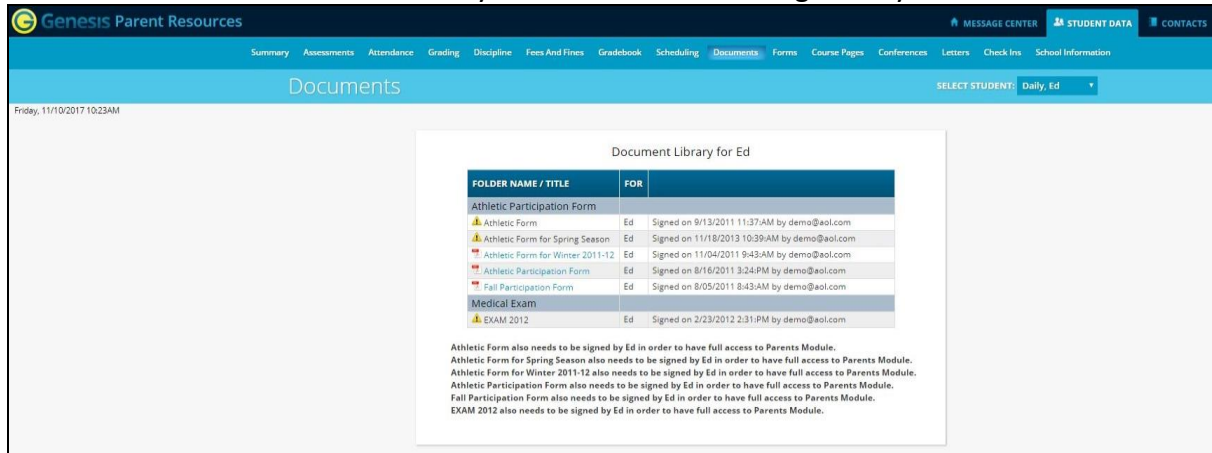 Genesis Parent Resources
MESSAGE CENTER STUDENT DATA CONTACTS
Summary Assessments Attendance Grading Discipline Fees And Fines Gradebook Scheduling Documents Forms Course Pages Conferences Letters Check Ins School Information
Documents
SELECT STUDENT: Daily, Ed
Friday, 11/10/2017 10:23AM
Document Library for Ed
FOLDER NAME / TITLE FOR
Athletic Participation Form
Athletic Form Ed Signed on 9/13/2011 11:37:AM by demo@aol.com
Athletic Form for Spring Season Ed Signed on 11/18/2013 10:39:AM by demo@aol.com
Athletic Form for Winter 2011-12 Ed Signed on 11/04/2011 9:43:AM by demo@aol.com
Athletic Participation Form Ed Signed on 8/16/2011 3:24:PM by demo@aol.com
Fall Participation Form Ed Signed on 8/05/2011 8:43:AM by demo@aol.com
Medical Exam
EXAM 2012 Ed Signed on 2/23/2012 2:31:PM by demo@aol.com
Athletic Form also needs to be signed by Ed in order to have full access to Parents Module.
Athletic Form for Spring Season also needs to be signed by Ed in order to have full access to Parents Module.
Athletic Form for Winter 2011-12 also needs to be signed by Ed in order to have full access to Parents Module.
Athletic Participation Form also needs to be signed by Ed in order to have full access to Parents Module.
Fall Participation Form also needs to be signed by Ed in order to have full access to Parents Module.
EXAM 2012 also needs to be signed by Ed in order to have full access to Parents Module.